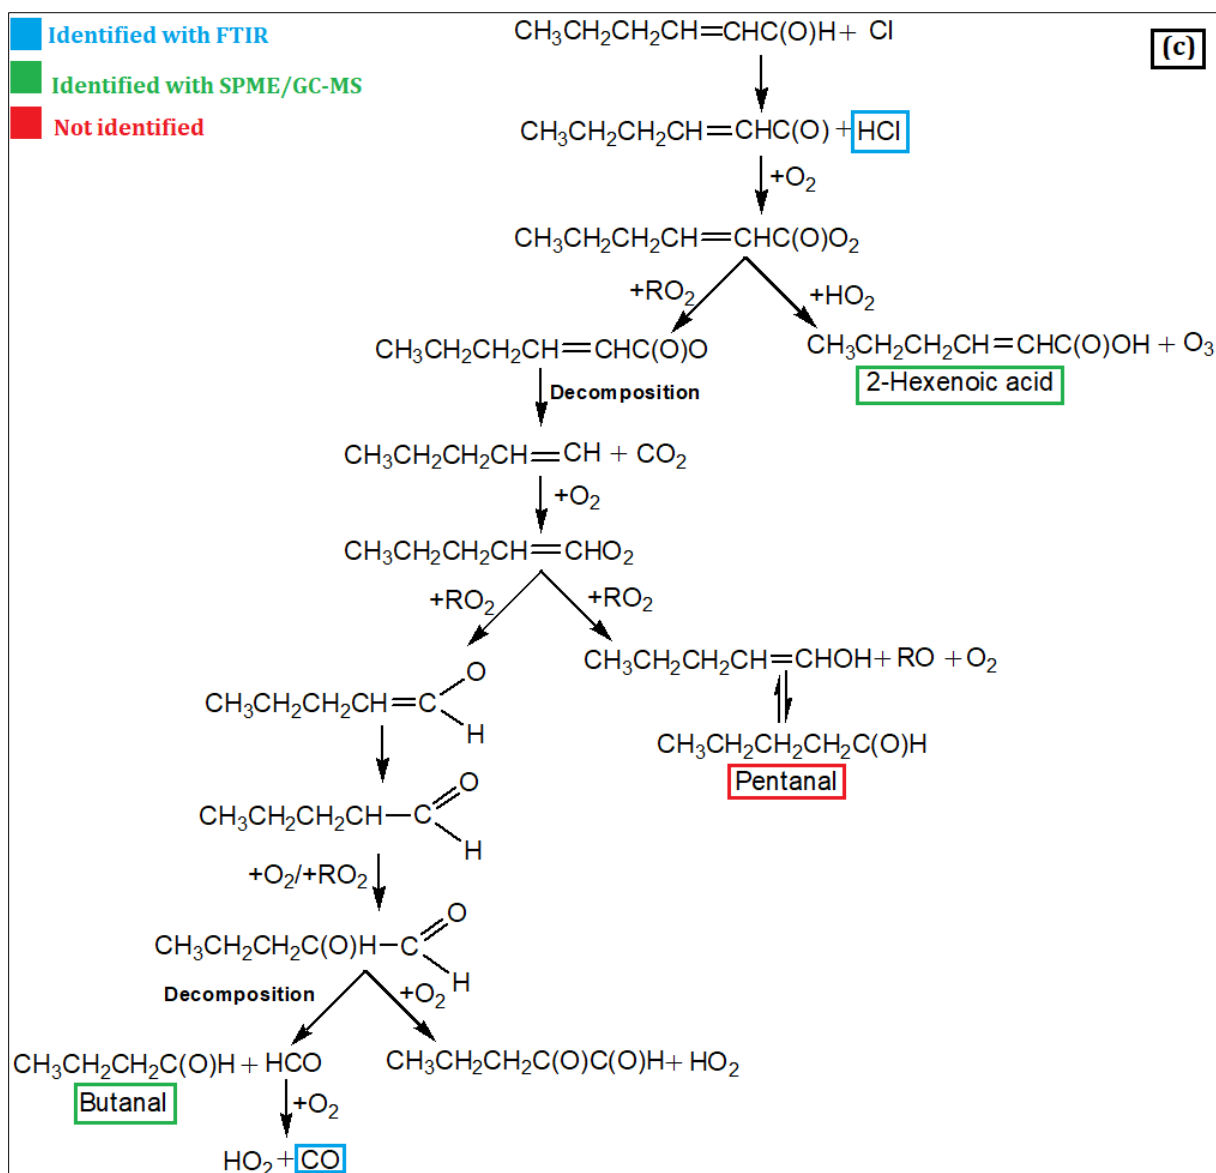 Identified with FTIR
Identified with SPME/GC-MS
Not identified
(c)
CH₃CH₂CH₂CH=CHC(O)H + Cl
CH₃CH₂CH₂CH=CHC(O) + HCl
+O₂
CH₃CH₂CH₂CH=CHC(O)O₂
+RO₂ +HO₂
CH₃CH₂CH₂CH=CHC(O)O
CH₃CH₂CH₂CH=CHC(O)OH + O₃
2-Hexenoic acid
Decomposition
CH₃CH₂CH₂CH=CH + CO₂
+O₂
CH₃CH₂CH₂CH=CHO₂
+RO₂ +RO₂
CH₃CH₂CH₂CH=CHOH + RO + O₂
O
CH₃CH₂CH₂CH=C
H
CH₃CH₂CH₂CH₂C(O)H
Pentanal
O
CH₃CH₂CH₂CH–C
H
+O₂/+RO₂
O
CH₃CH₂CH₂C(O)H–C
H
Decomposition +O₂
CH₃CH₂CH₂C(O)H + HCO
CH₃CH₂CH₂C(O)C(O)H + HO₂
Butanal
+O₂
HO₂ + CO